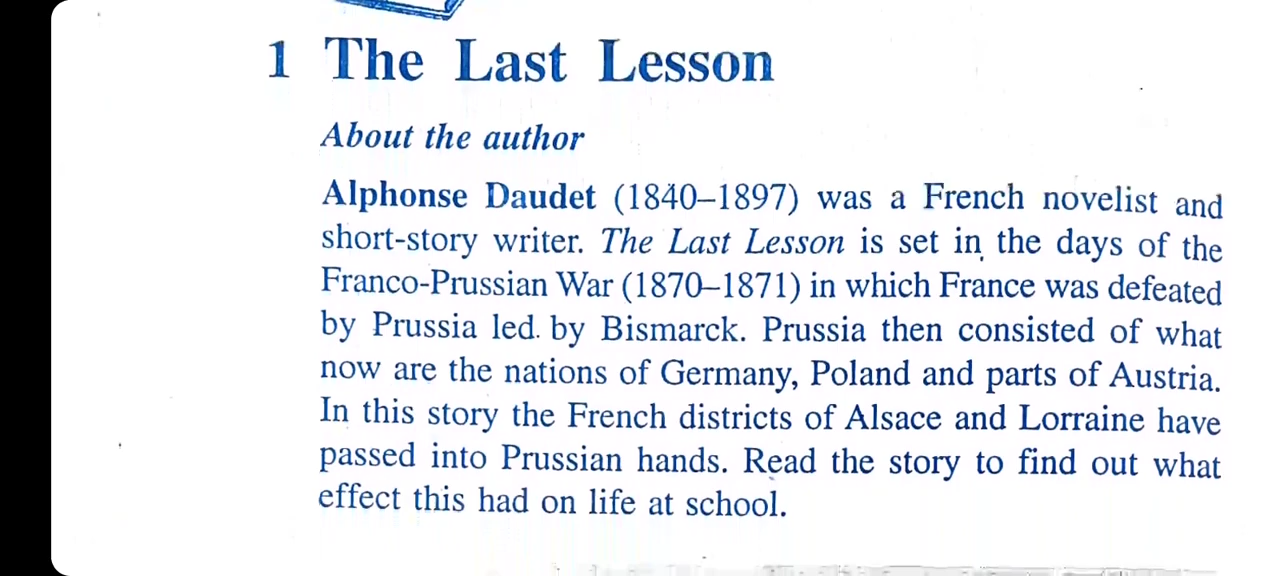 1 The Last Lesson
About the author
Alphonse Daudet (1840–1897) was a French novelist and
short-story writer. The Last Lesson is set in the days of the
Franco-Prussian War (1870–1871) in which France was defeated
by Prussia led by Bismarck. Prussia then consisted of what
now are the nations of Germany, Poland and parts of Austria.
In this story the French districts of Alsace and Lorraine have
passed into Prussian hands. Read the story to find out what
effect this had on life at school.